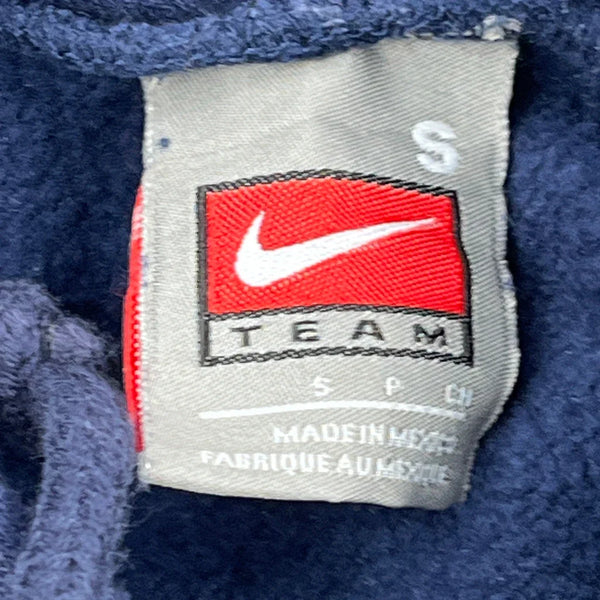 S
TEAM
S P CH
MADE IN MEXICO
FABRIQUE AU MEXIQUE